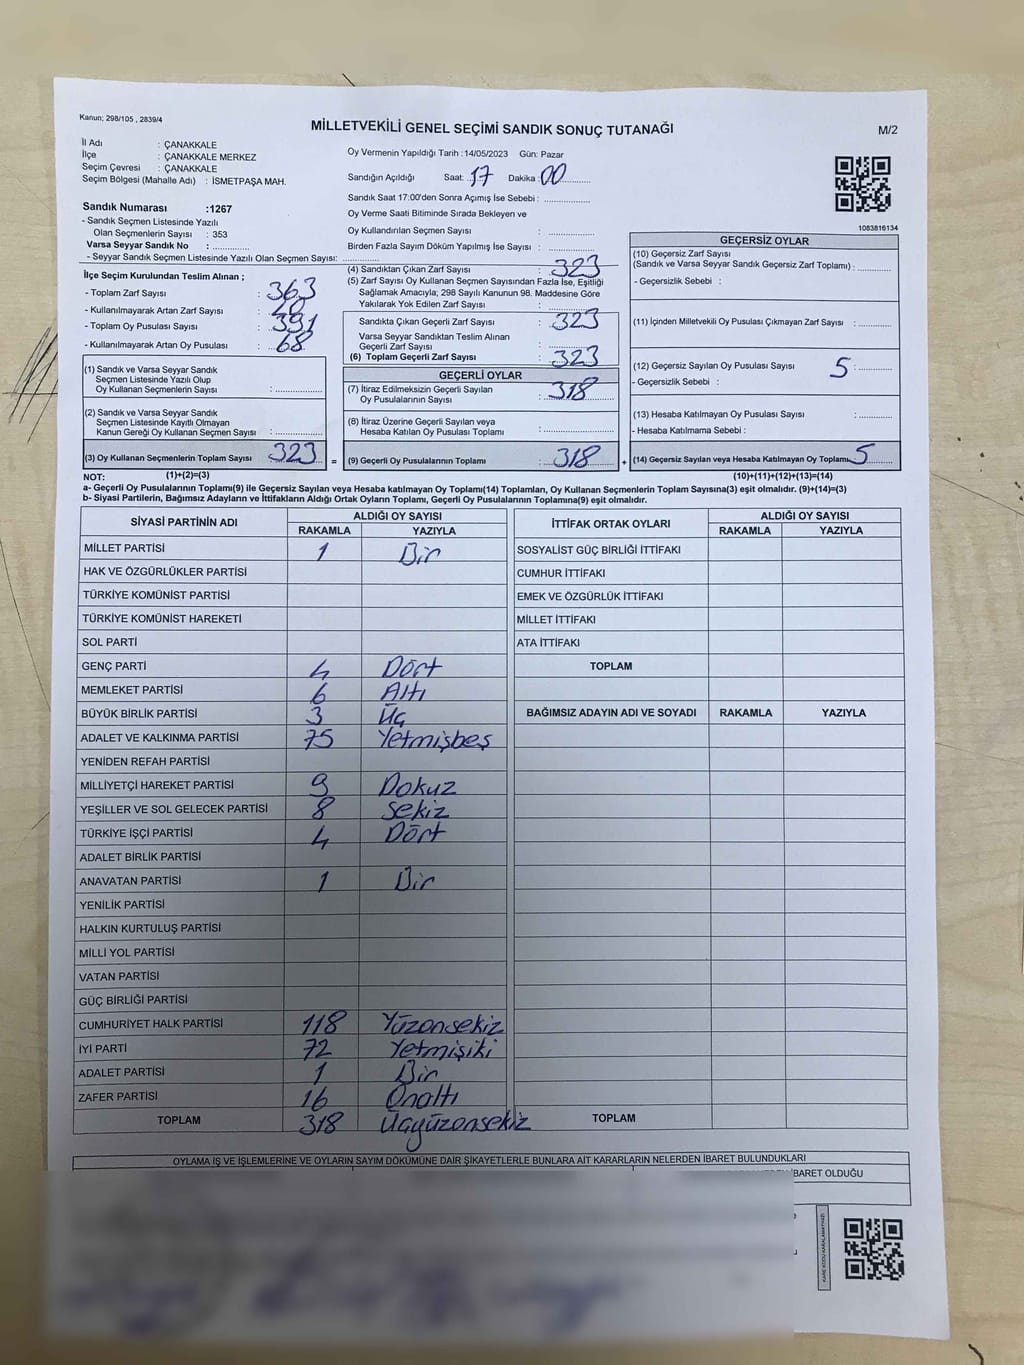 Kanun; 298/105 , 2839/4
MİLLETVEKİLİ GENEL SEÇİMİ SANDIK SONUÇ TUTANAĞI
M/2
İl Adı : ÇANAKKALE
İlçe : ÇANAKKALE MERKEZ
Seçim Çevresi : ÇANAKKALE
Seçim Bölgesi (Mahalle Adı) : İSMETPAŞA MAH.
Sandık Numarası :1267
- Sandık Seçmen Listesinde Yazılı
Olan Seçmenlerin Sayısı : 353
Varsa Seyyar Sandık No : ..............
- Seyyar Sandık Seçmen Listesinde Yazılı Olan Seçmen Sayısı: ..............
Oy Vermenin Yapıldığı Tarih :14/05/2023 Gün: Pazar
Sandığın Açıldığı Saat: 17 Dakika : 00
Sandık Saat 17:00'den Sonra Açımış İse Sebebi : ..............
Oy Verme Saati Bitiminde Sırada Bekleyen ve
Oy Kullandırılan Seçmen Sayısı : ..............
Birden Fazla Sayım Döküm Yapılmış İse Sayısı : ..............
1083816134
İlçe Seçim Kurulundan Teslim Alınan ;
- Toplam Zarf Sayısı : 363
- Kullanılmayarak Artan Zarf Sayısı : 40
- Toplam Oy Pusulası Sayısı : 391
- Kullanılmayarak Artan Oy Pusulası : 68
(1) Sandık ve Varsa Seyyar Sandık
Seçmen Listesinde Yazılı Olup
Oy Kullanan Seçmenlerin Sayısı : ..............
(2) Sandık ve Varsa Seyyar Sandık
Seçmen Listesinde Kayıtlı Olmayan
Kanun Gereği Oy Kullanan Seçmen Sayısı : ..............
(3) Oy Kullanan Seçmenlerin Toplam Sayısı 323 =
(1)+(2)=(3)
(4) Sandıktan Çıkan Zarf Sayısı : 323
(5) Zarf Sayısı Oy Kullanan Seçmen Sayısından Fazla İse, Eşitliği
Sağlamak Amacıyla; 298 Sayılı Kanunun 98. Maddesine Göre
Yakılarak Yok Edilen Zarf Sayısı : ..............
Sandıkta Çıkan Geçerli Zarf Sayısı : 323
Varsa Seyyar Sandıktan Teslim Alınan
Geçerli Zarf Sayısı : ..............
(6) Toplam Geçerli Zarf Sayısı : 323
GEÇERLİ OYLAR
(7) İtiraz Edilmeksizin Geçerli Sayılan
Oy Pusulalarının Sayısı : 318
(8) İtiraz Üzerine Geçerli Sayılan veya
Hesaba Katılan Oy Pusulası Toplamı : ..............
(9) Geçerli Oy Pusulalarının Toplamı : 318 +
GEÇERSİZ OYLAR
(10) Geçersiz Zarf Sayısı
(Sandık ve Varsa Seyyar Sandık Geçersiz Zarf Toplamı) : ..............
- Geçersizlik Sebebi :
(11) İçinden Milletvekili Oy Pusulası Çıkmayan Zarf Sayısı : ..............
(12) Geçersiz Sayılan Oy Pusulası Sayısı 5 : ..............
- Geçersizlik Sebebi :
(13) Hesaba Katılmayan Oy Pusulası Sayısı : ..............
- Hesaba Katılmama Sebebi :
(14) Geçersiz Sayılan veya Hesaba Katılmayan Oy Toplamı 5
(10)+(11)+(12)+(13)=(14)
NOT:
a- Geçerli Oy Pusulalarının Toplamı(9) ile Geçersiz Sayılan veya Hesaba katılmayan Oy Toplamı(14) Toplamları, Oy Kullanan Seçmenlerin Toplam Sayısına(3) eşit olmalıdır. (9)+(14)=(3)
b- Siyasi Partilerin, Bağımsız Adayların ve İttifakların Aldığı Ortak Oyların Toplamı, Geçerli Oy Pusulalarının Toplamına(9) eşit olmalıdır.
SİYASİ PARTİNİN ADI ALDIĞI OY SAYISI
RAKAMLA YAZIYLA
MİLLET PARTİSİ 1 Bir
HAK VE ÖZGÜRLÜKLER PARTİSİ
TÜRKİYE KOMÜNİST PARTİSİ
TÜRKİYE KOMÜNİST HAREKETİ
SOL PARTİ
GENÇ PARTİ 4 Dört
MEMLEKET PARTİSİ 6 Altı
BÜYÜK BİRLİK PARTİSİ 3 Üç
ADALET VE KALKINMA PARTİSİ 75 Yetmişbeş
YENİDEN REFAH PARTİSİ
MİLLİYETÇİ HAREKET PARTİSİ 9 Dokuz
YEŞİLLER VE SOL GELECEK PARTİSİ 8 Sekiz
TÜRKİYE İŞÇİ PARTİSİ 4 Dört
ADALET BİRLİK PARTİSİ
ANAVATAN PARTİSİ 1 Bir
YENİLİK PARTİSİ
HALKIN KURTULUŞ PARTİSİ
MİLLİ YOL PARTİSİ
VATAN PARTİSİ
GÜÇ BİRLİĞİ PARTİSİ
CUMHURİYET HALK PARTİSİ 118 Yüzonsekiz
İYİ PARTİ 72 Yetmişiki
ADALET PARTİSİ 1 Bir
ZAFER PARTİSİ 16 Onaltı
TOPLAM 318 Üçyüzonsekiz
İTTİFAK ORTAK OYLARI ALDIĞI OY SAYISI
RAKAMLA YAZIYLA
SOSYALİST GÜÇ BİRLİĞİ İTTİFAKI
CUMHUR İTTİFAKI
EMEK VE ÖZGÜRLÜK İTTİFAKI
MİLLET İTTİFAKI
ATA İTTİFAKI
TOPLAM
BAĞIMSIZ ADAYIN ADI VE SOYADI RAKAMLA YAZIYLA
TOPLAM
OYLAMA İŞ VE İŞLEMLERİNE VE OYLARIN SAYIM DÖKÜMÜNE DAİR ŞİKAYETLERLE BUNLARA AİT KARARLARIN NELERDEN İBARET BULUNDUKLARI
İBARET OLDUĞU
KARE KODU KARALAMAYINIZ!